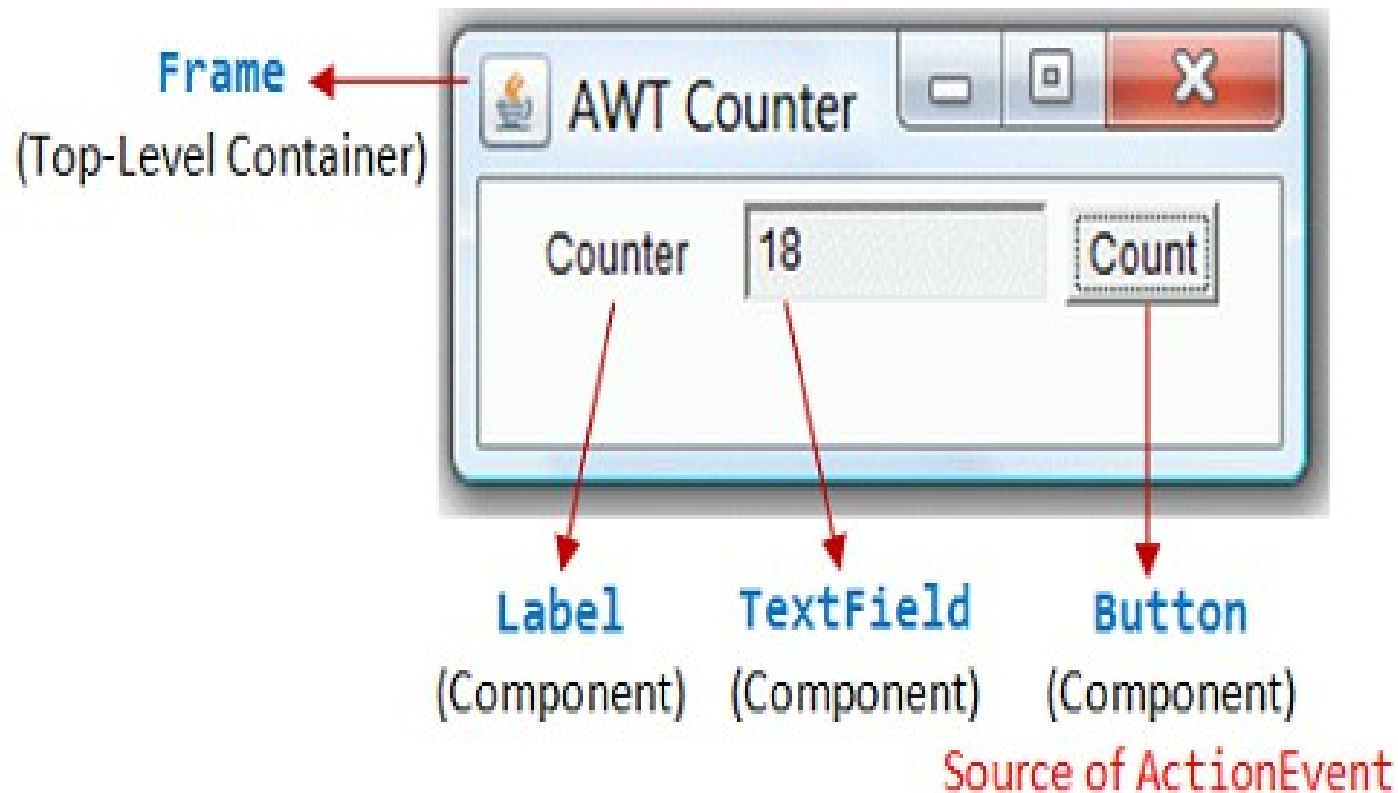 Frame
(Top-Level Container)
AWT Counter
Counter
18
Count
Label
(Component)
TextField
(Component)
Button
(Component)
Source of ActionEvent